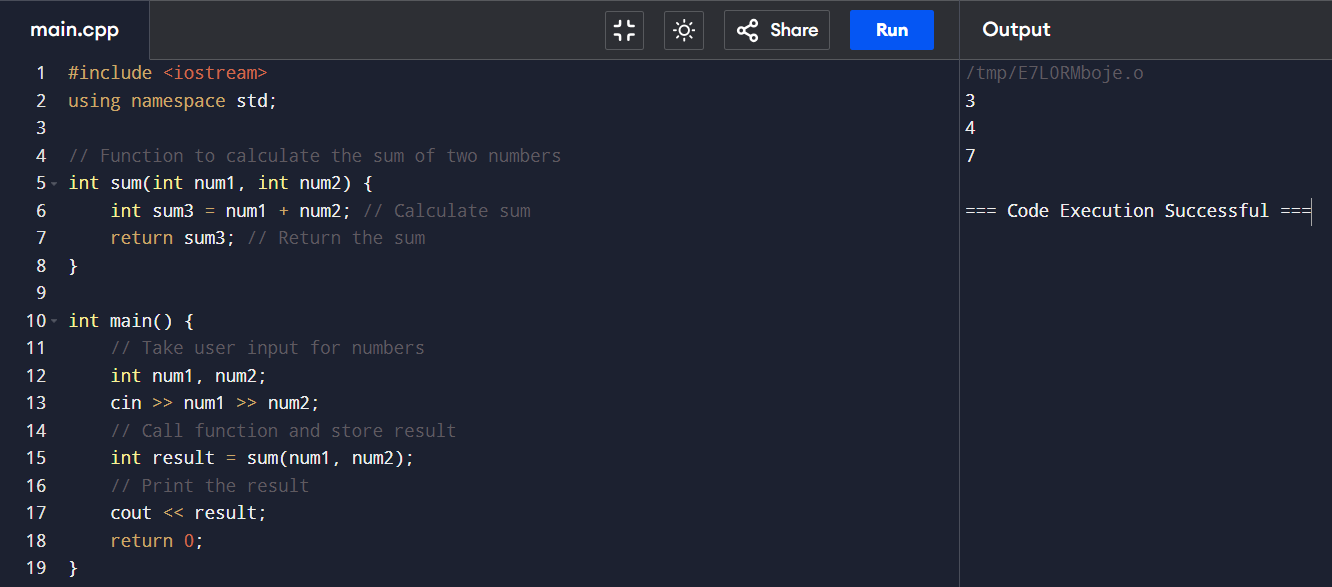 main.cpp
Share
Run
Output
1 #include <iostream>
2 using namespace std;
3
4 // Function to calculate the sum of two numbers
5 int sum(int num1, int num2) {
6     int sum3 = num1 + num2; // Calculate sum
7     return sum3; // Return the sum
8 }
9
10 int main() {
11     // Take user input for numbers
12     int num1, num2;
13     cin >> num1 >> num2;
14     // Call function and store result
15     int result = sum(num1, num2);
16     // Print the result
17     cout << result;
18     return 0;
19 }
/tmp/E7LORMboje.o
3
4
7
=== Code Execution Successful ===